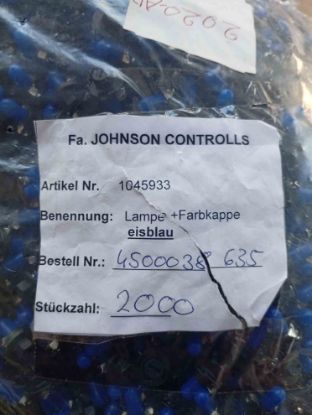 Fa. JOHNSON CONTROLLS
Artikel Nr. 1045933
Benennung: Lampe +Farbkappe
eisblau
Bestell Nr.: 4500038 635
Stückzahl: 2000